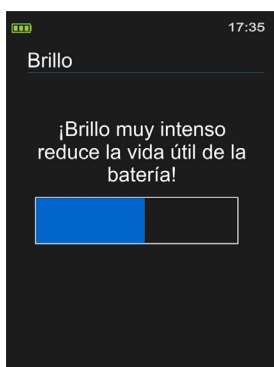 17:35
Brillo
¡Brillo muy intenso
reduce la vida útil de la
batería!